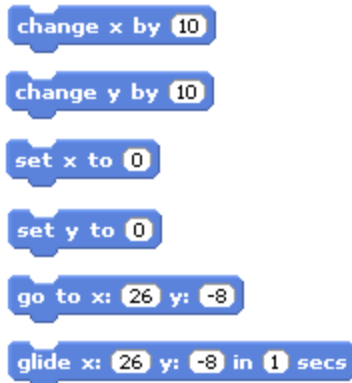 change x by 10
change y by 10
set x to 0
set y to 0
go to x: 26 y: -8
glide x: 26 y: -8 in 1 secs